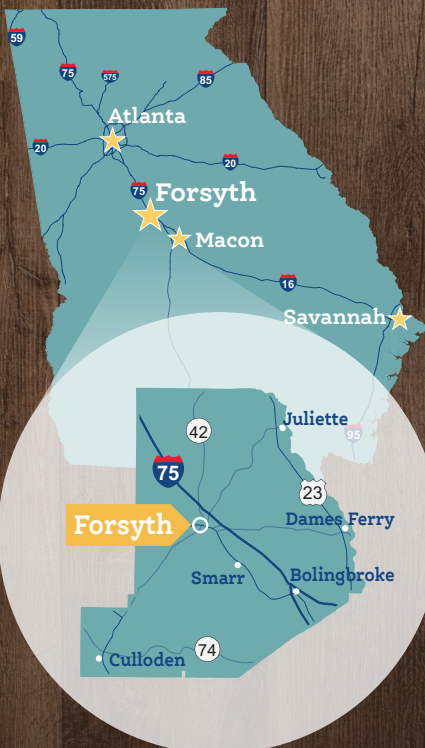 59
75
575
85
Atlanta
20
20
75
Forsyth
Macon
16
Savannah
95
Juliette
42
75
23
Forsyth
Dames Ferry
Smarr
Bolingbroke
74
Culloden